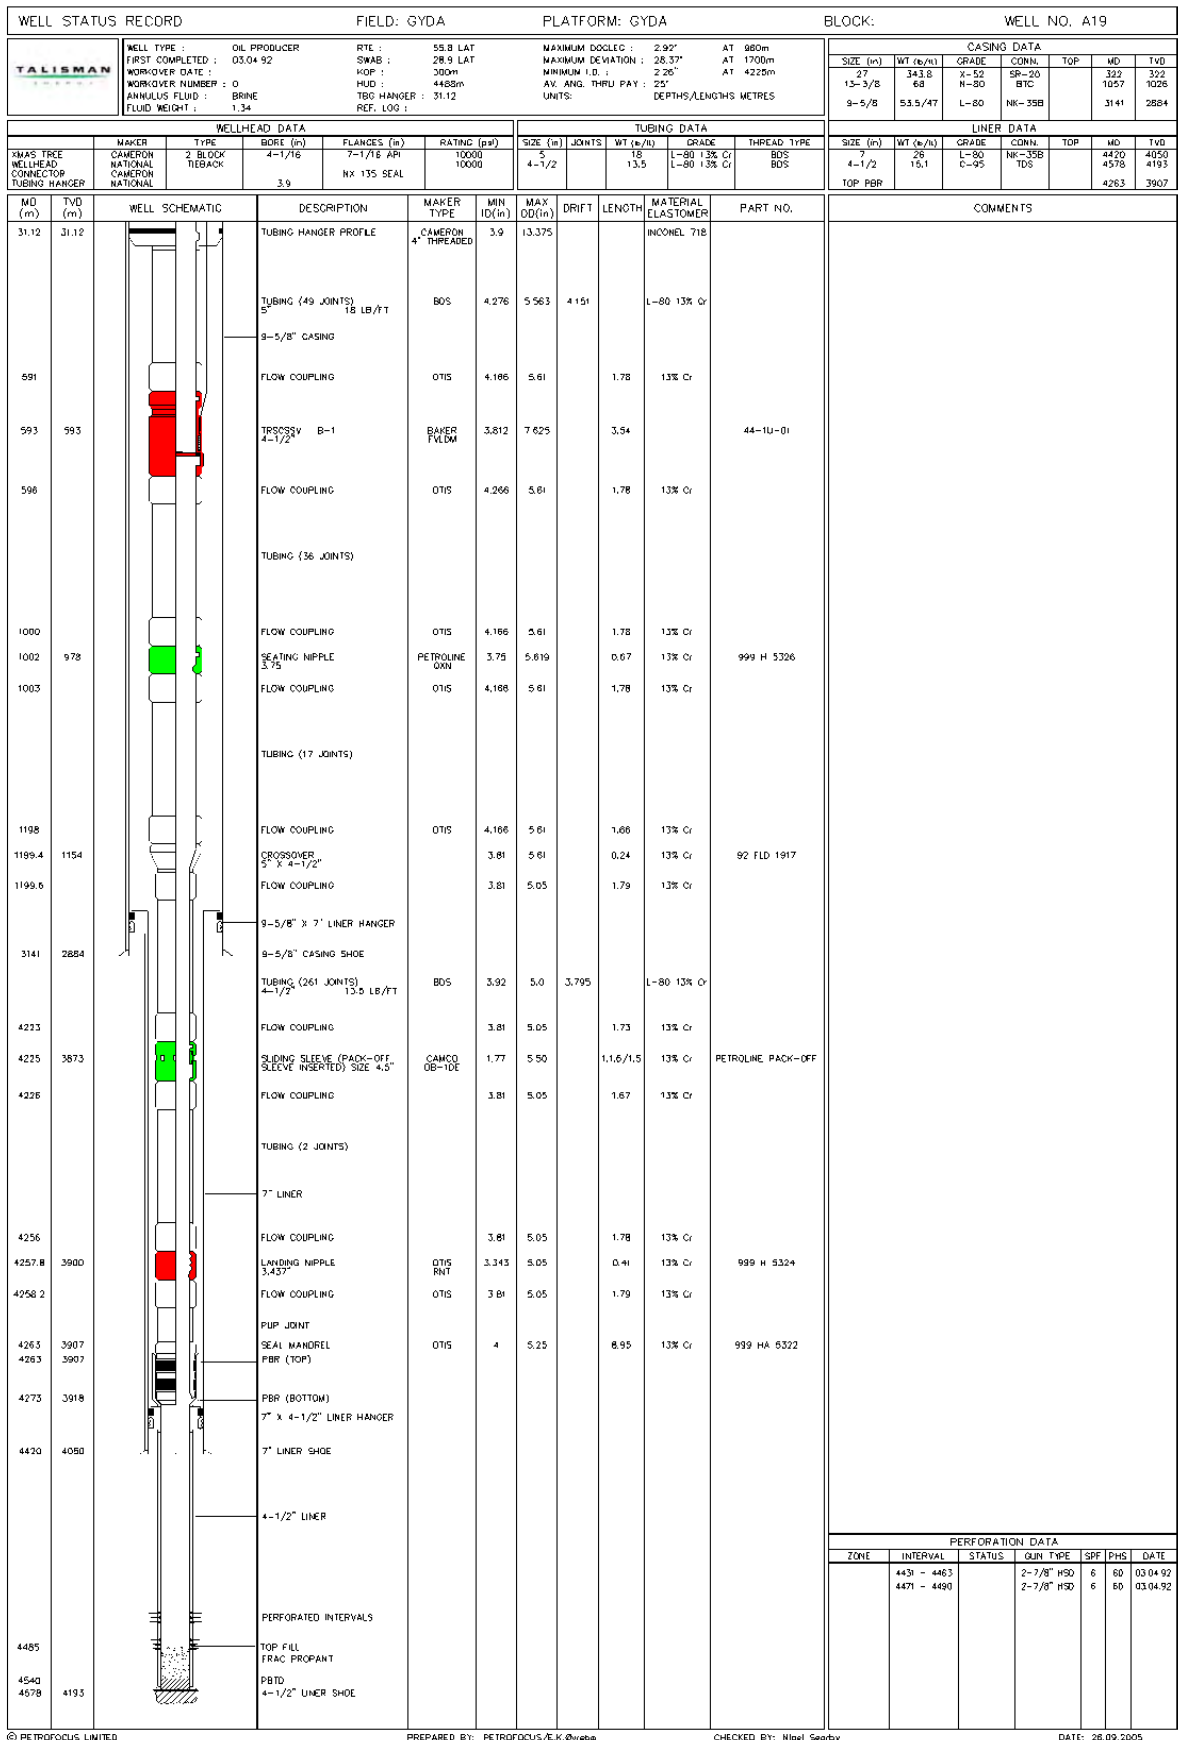 WELL STATUS RECORD FIELD: GYDA PLATFORM: GYDA BLOCK: WELL NO. A19
TALISMAN
ENERGY
WELL TYPE : OIL PRODUCER
FIRST COMPLETED : 03.04 92
WORKOVER DATE :
WORKOVER NUMBER : 0
ANNULUS FLUID : BRINE
FLUID WEIGHT : 1.34
RTE : 55.8 LAT
SWAB : 28.9 LAT
KOP : 300m
HUD : 4488m
TBG HANGER : 31.12
REF. LOG :
MAXIMUM DOGLEG : 2.92° AT 960m
MAXIMUM DEVIATION : 28.37° AT 1700m
MINIMUM I.D. : 2 26" AT 4225m
AV. ANG. THRU PAY : 25°
UNITS: DEPTHS/LENGTHS METRES
CASING DATA
SIZE (in) WT (lb/ft) GRADE CONN. TOP MD TVD
27 343.8 X-52 SR-20 322 322
13-3/8 68 N-80 BTC 1057 1026
9-5/8 53.5/47 L-80 NK-3SB 3141 2884
WELLHEAD DATA
MAKER TYPE BORE (in) FLANGES (in) RATING (psi)
XMAS TREE CAMERON 2 BLOCK 4-1/16 7-1/16 API 10000
WELLHEAD NATIONAL TIEBACK 10000
CONNECTOR CAMERON NX 135 SEAL
TUBING HANGER NATIONAL 3.9
TUBING DATA
SIZE (in) JOINTS WT (lb/ft) GRADE THREAD TYPE
5 18 L-80 13% Cr BDS
4-1/2 13.5 L-80 13% Cr BDS
LINER DATA
SIZE (in) WT (lb/ft) GRADE CONN. TOP MD TVD
7 26 L-80 NK-3SB 4420 4050
4-1/2 15.1 C-95 TDS 4578 4193
TOP PBR 4263 3907
MD (m) TVD (m) WELL SCHEMATIC DESCRIPTION MAKER TYPE MIN ID(in) MAX OD(in) DRIFT LENGTH MATERIAL ELASTOMER PART NO. COMMENTS
31.12 31.12 TUBING HANGER PROFILE CAMERON 3.9 13.375 INCONEL 718
4" THREADED
TUBING (49 JOINTS) BDS 4.276 5 563 4 151 L-80 13% Cr
5" 18 LB/FT
9-5/8" CASING
591 FLOW COUPLING OTIS 4.166 5.61 1.78 13% Cr
593 593 TRSCSSV B-1 BAKER 3.812 7 625 3.54 44-1U-01
4-1/2" FVLDM
596 FLOW COUPLING OTIS 4.266 5.61 1.78 13% Cr
TUBING (36 JOINTS)
1000 FLOW COUPLING OTIS 4.166 5.61 1.78 13% Cr
1002 978 SEATING NIPPLE PETROLINE 3.75 5.619 0.67 13% Cr 999 H 5326
3.75 QXN
1003 FLOW COUPLING OTIS 4.166 5 61 1.78 13% Cr
TUBING (17 JOINTS)
1198 FLOW COUPLING OTIS 4.166 5 61 1.66 13% Cr
1199.4 1154 CROSSOVER 3.81 5 61 0.24 13% Cr 92 FLD 1917
5" X 4-1/2"
1199.6 FLOW COUPLING 3.81 5.05 1.79 13% Cr
9-5/8" X 7" LINER HANGER
3141 2884 9-5/8" CASING SHOE
TUBING (261 JOINTS) BDS 3.92 5.0 3.795 L-80 13% Cr
4-1/2" 13.5 LB/FT
4223 FLOW COUPLING 3.81 5.05 1.73 13% Cr
4225 3873 SLIDING SLEEVE (PACK-OFF CAMCO 1.77 5.50 1,1.6/1.5 13% Cr PETROLINE PACK-OFF
SLEEVE INSERTED) SIZE 4.5" OB-1DE
4226 FLOW COUPLING 3.81 5.05 1.67 13% Cr
TUBING (2 JOINTS)
7" LINER
4256 FLOW COUPLING 3.81 5.05 1.78 13% Cr
4257.8 3900 LANDING NIPPLE OTIS 3.343 5.05 0.41 13% Cr 999 H 5324
3.437" RNT
4258 2 FLOW COUPLING OTIS 3 81 5.05 1.79 13% Cr
PUP JOINT
4263 3907 SEAL MANDREL OTIS 4 5.25 8.95 13% Cr 999 HA 5322
4263 3907 PBR (TOP)
4273 3918 PBR (BOTTOM)
7" X 4-1/2" LINER HANGER
4420 4050 7" LINER SHOE
4-1/2" LINER
PERFORATION DATA
ZONE INTERVAL STATUS GUN TYPE SPF PHS DATE
4431 - 4463 2-7/8" HSD 6 60 03 04 92
4471 - 4490 2-7/8" HSD 6 60 03.04.92
PERFORATED INTERVALS
4485 TOP FILL
FRAC PROPANT
4540 PBTD
4578 4193 4-1/2" LINER SHOE
© PETROFOCUS LIMITED PREPARED BY: PETROFOCUS/E.K.Øvebø CHECKED BY: Nigel Searby DATE: 26.09.2005